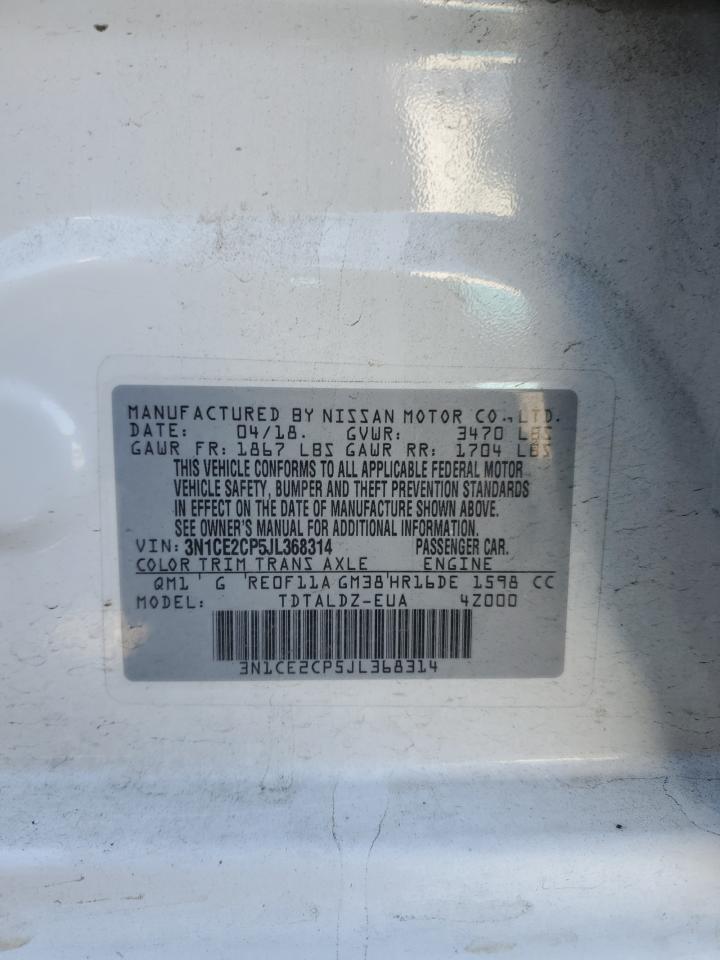 MANUFACTURED BY NISSAN MOTOR CO., LTD.
DATE: 04/18. GVWR: 3470 LBS
GAWR FR: 1867 LBS GAWR RR: 1704 LBS
THIS VEHICLE CONFORMS TO ALL APPLICABLE FEDERAL MOTOR
VEHICLE SAFETY, BUMPER AND THEFT PREVENTION STANDARDS
IN EFFECT ON THE DATE OF MANUFACTURE SHOWN ABOVE.
SEE OWNER'S MANUAL FOR ADDITIONAL INFORMATION.
VIN: 3N1CE2CP5JL368314 PASSENGER CAR.
COLOR TRIM TRANS AXLE ENGINE
QM1 ' G 'RE0F11A GM38'HR16DE 1598 CC
MODEL: TDTALDZ-EUA 4Z000
3N1CE2CP5JL368314